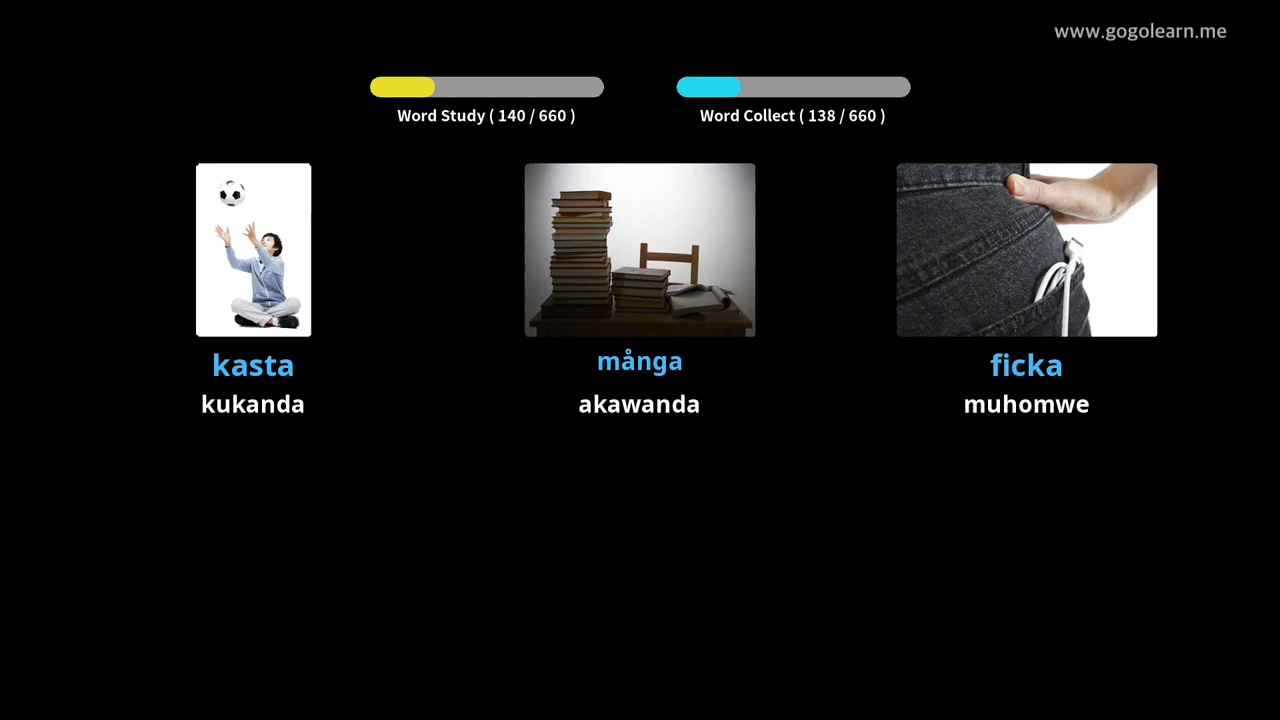 www.gogolearn.me
Word Study ( 140 / 660 )
Word Collect ( 138 / 660 )
kasta
kukanda
många
akawanda
ficka
muhomwe